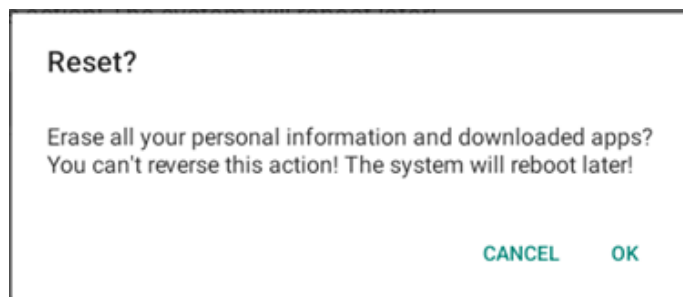 Reset?
Erase all your personal information and downloaded apps?
You can't reverse this action! The system will reboot later!
CANCEL OK